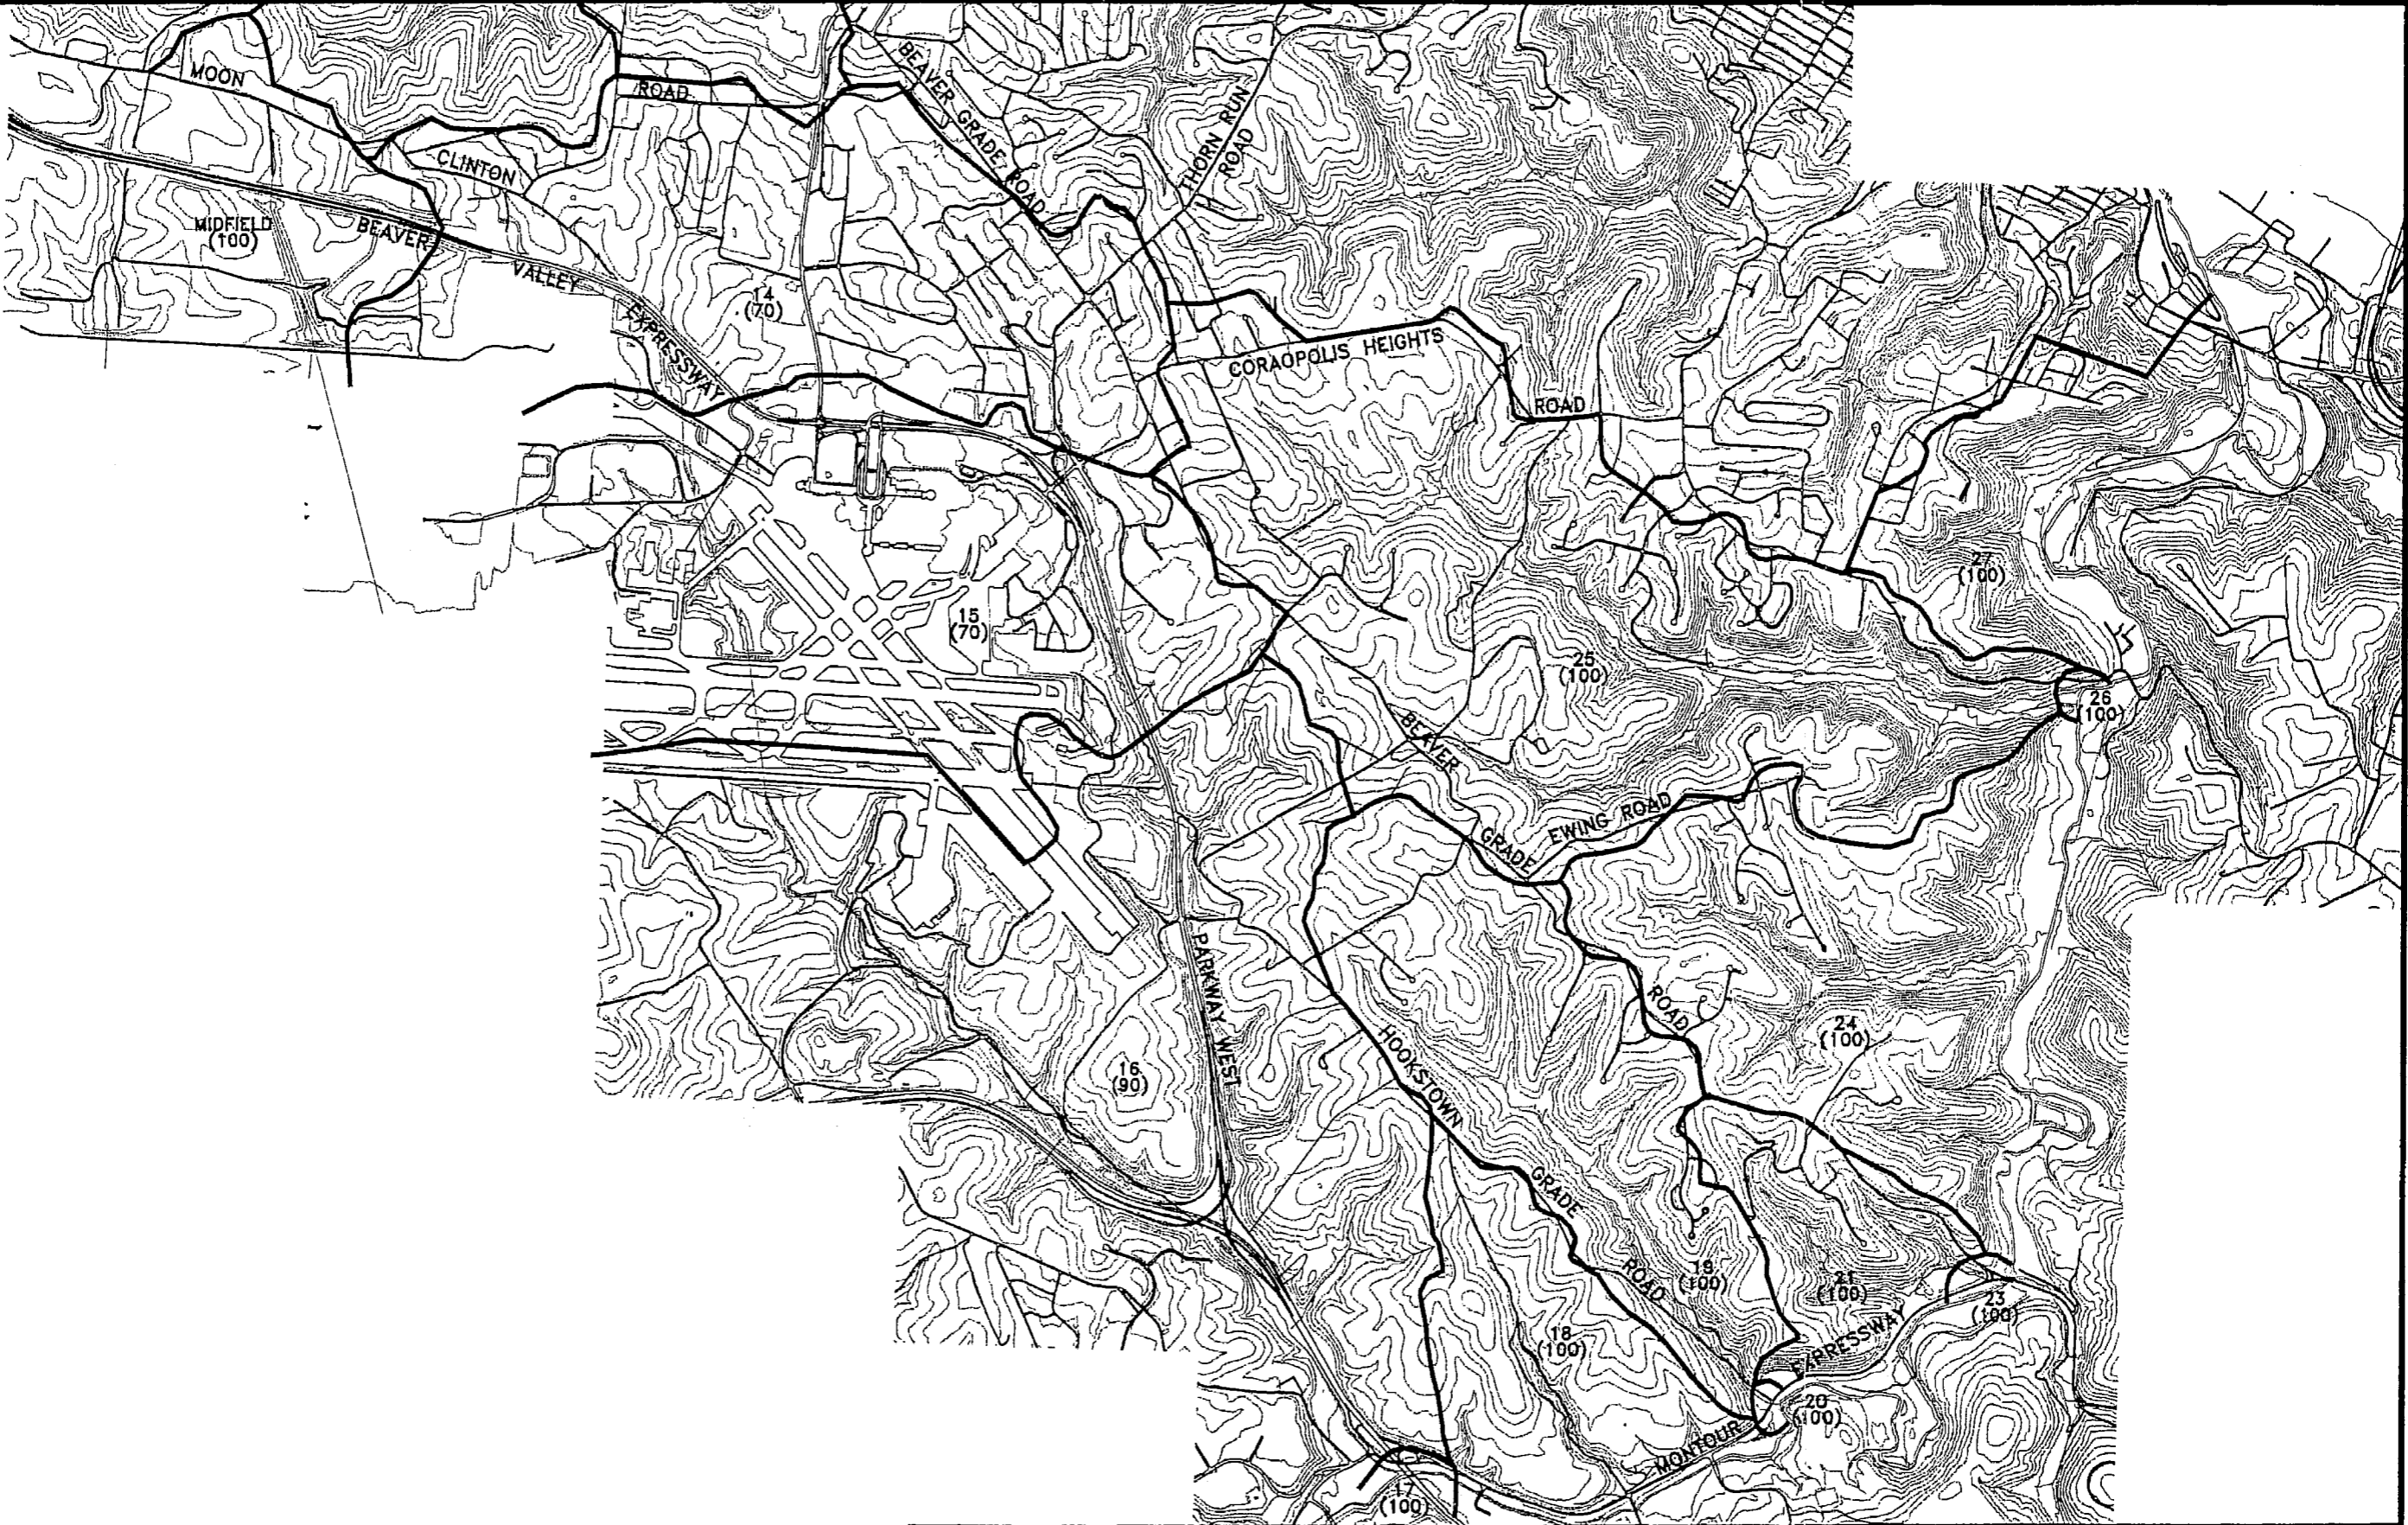 MOON
ROAD
BEAVER GRADE ROAD
THORN RUN
ROAD
CLINTON
MIDFIELD
(100)
BEAVER
VALLEY
EXPRESSWAY
14
(70)
CORAOPOLIS HEIGHTS
ROAD
27
(100)
15
(70)
25
(100)
26
(100)
BEAVER
GRADE
EWING ROAD
ROAD
PARKWAY WEST
24
(100)
HOOKSTOWN
16
(90)
GRADE
ROAD
19
(100)
21
(100)
23
(100)
18
(100)
EXPRESSWAY
20
(100)
MONTOUR
17
(100)